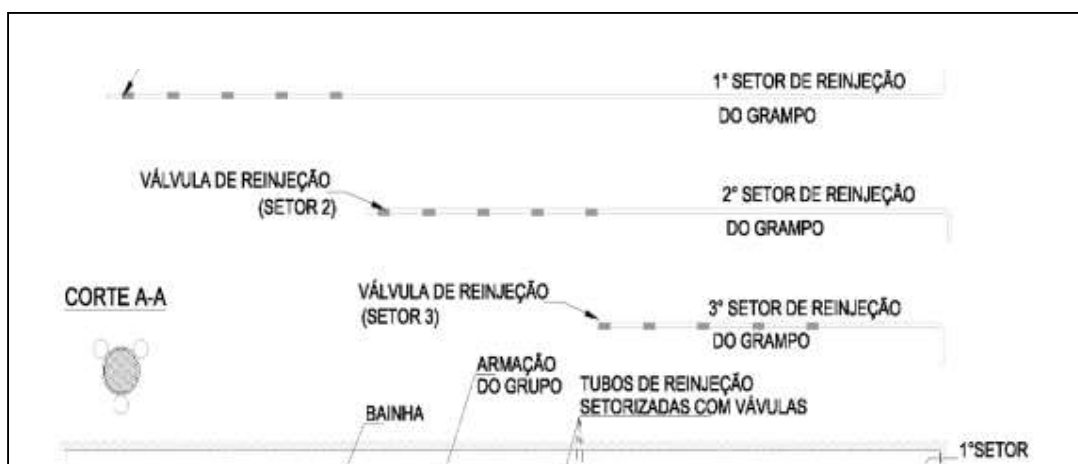 1° SETOR DE REINJEÇÃO
DO GRAMPO
VÁLVULA DE REINJEÇÃO
(SETOR 2)
2° SETOR DE REINJEÇÃO
DO GRAMPO
CORTE A-A
VÁLVULA DE REINJEÇÃO
(SETOR 3)
3° SETOR DE REINJEÇÃO
DO GRAMPO
ARMAÇÃO
DO GRUPO
TUBOS DE REINJEÇÃO
SETORIZADAS COM VÁVULAS
BAINHA
1°SETOR